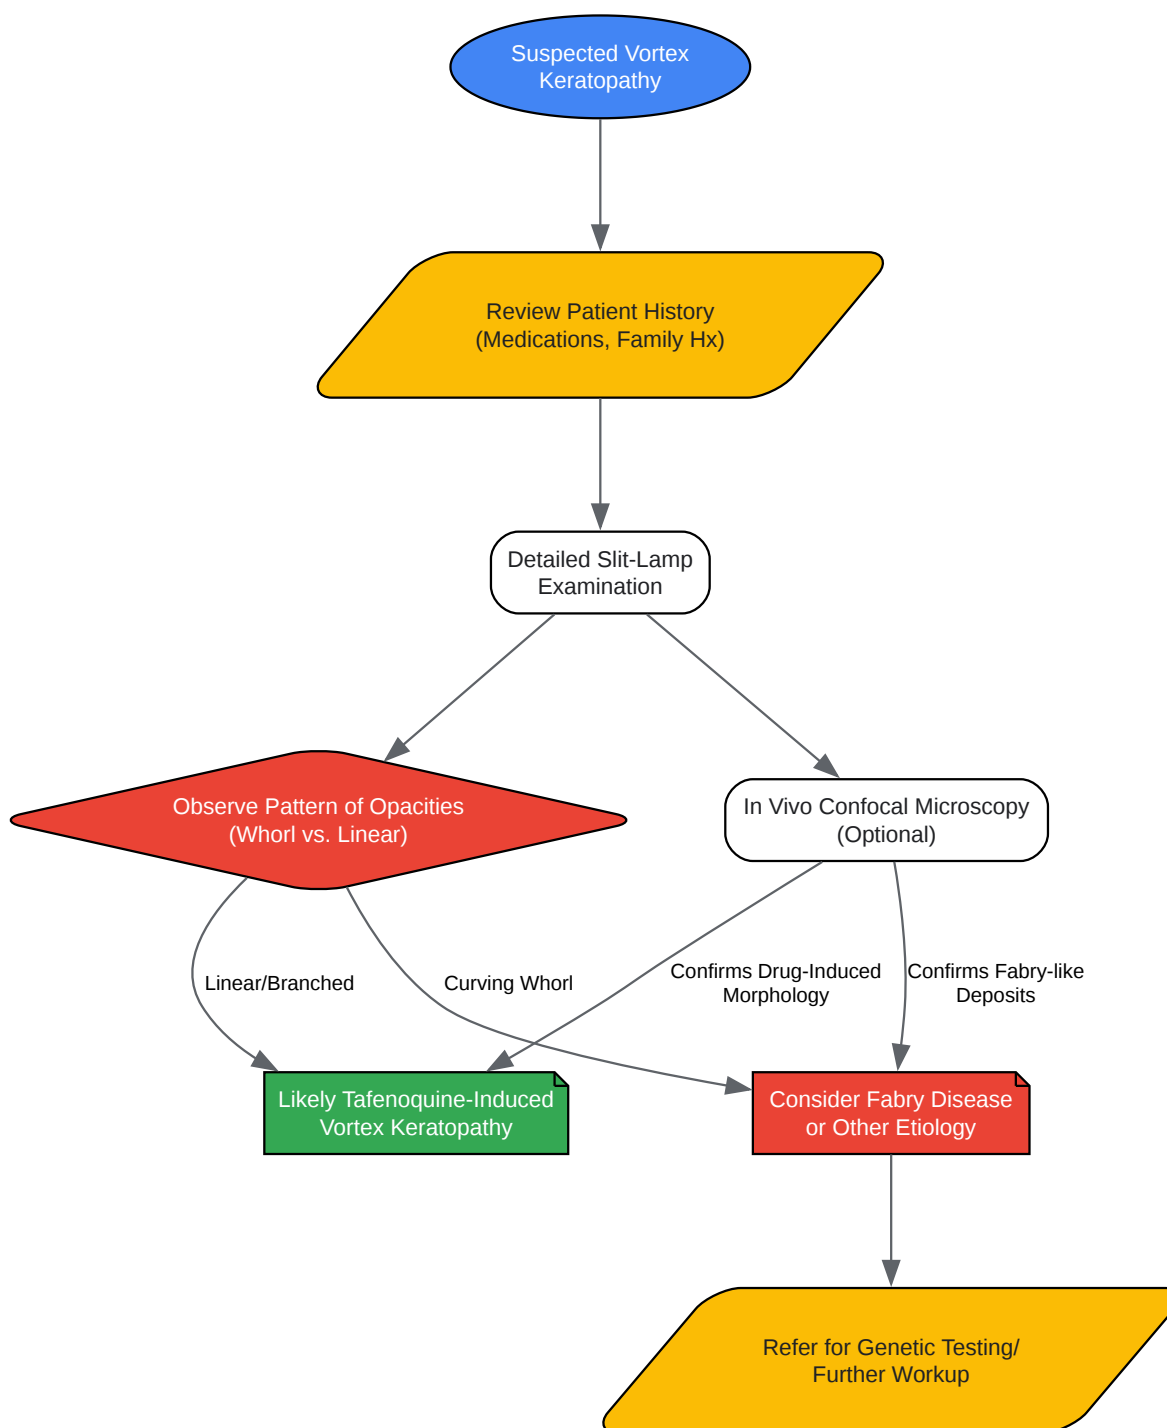 Suspected Vortex
Keratopathy
Review Patient History
(Medications, Family Hx)
Detailed Slit-Lamp
Examination
Observe Pattern of Opacities
(Whorl vs. Linear)
In Vivo Confocal Microscopy
(Optional)
Linear/Branched
Curving Whorl
Confirms Drug-Induced
Morphology
Confirms Fabry-like
Deposits
Likely Tafenoquine-Induced
Vortex Keratopathy
Consider Fabry Disease
or Other Etiology
Refer for Genetic Testing/
Further Workup